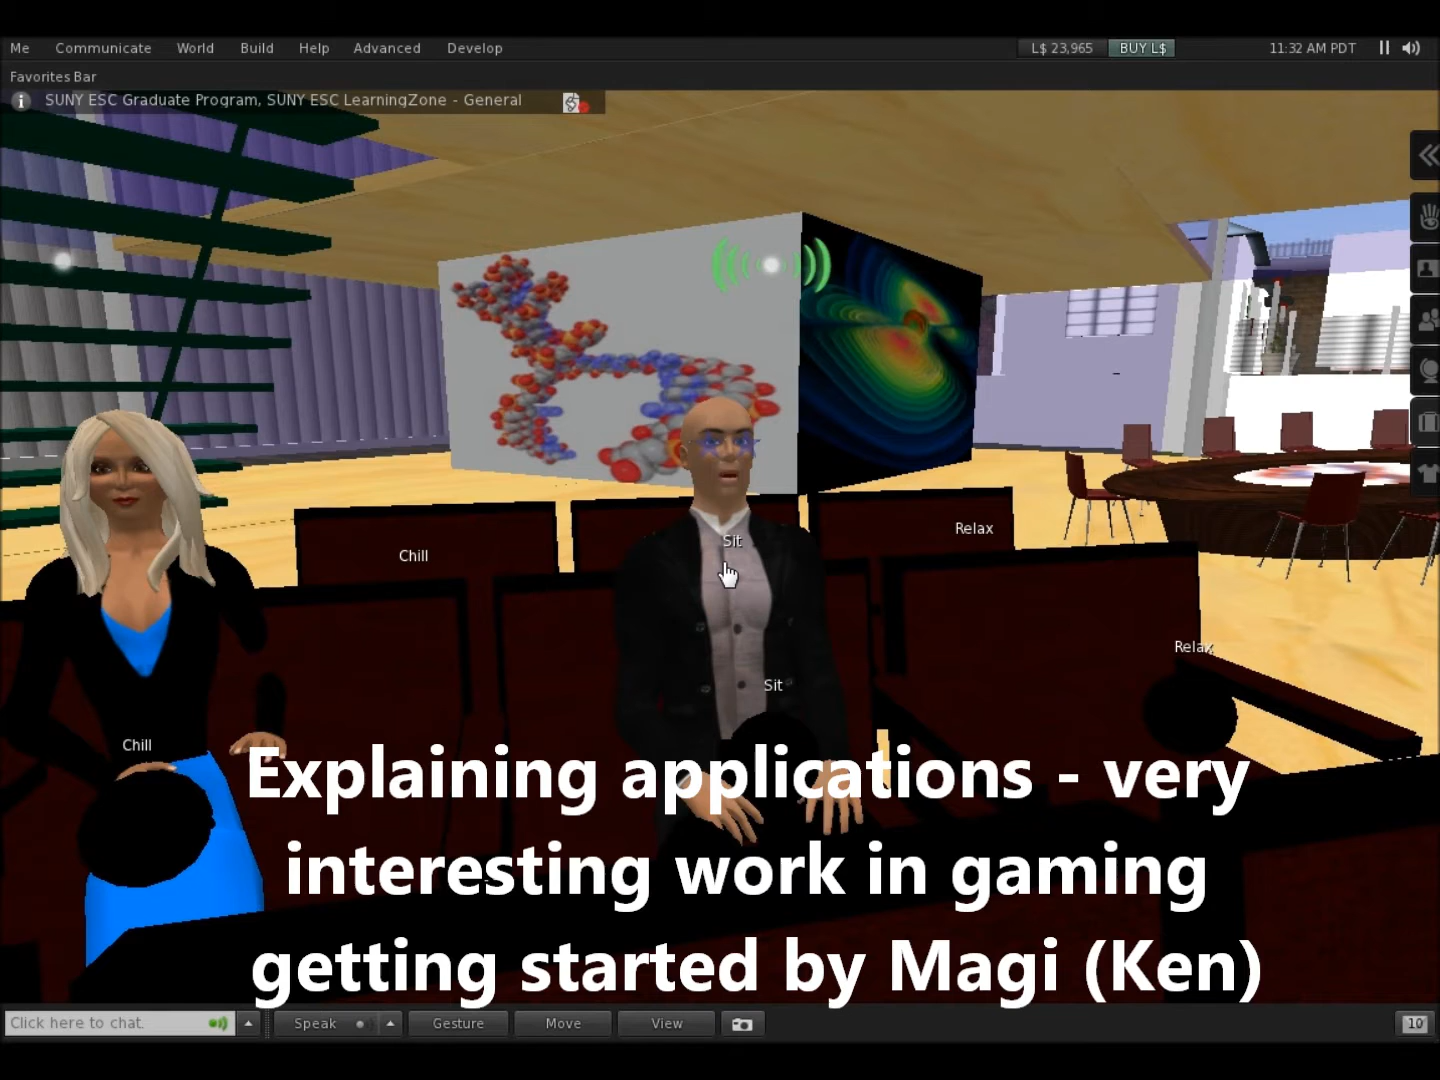 Me Communicate World Build Help Advanced Develop L$ 23,965 BUY L$ 11:32 AM PDT
Favorites Bar
SUNY ESC Graduate Program, SUNY ESC LearningZone - General
Relax
Sit
Chill
Relax
Sit
Chill
Explaining applications - very
interesting work in gaming
getting started by Magi (Ken)
Click here to chat. Speak Gesture Move View 10